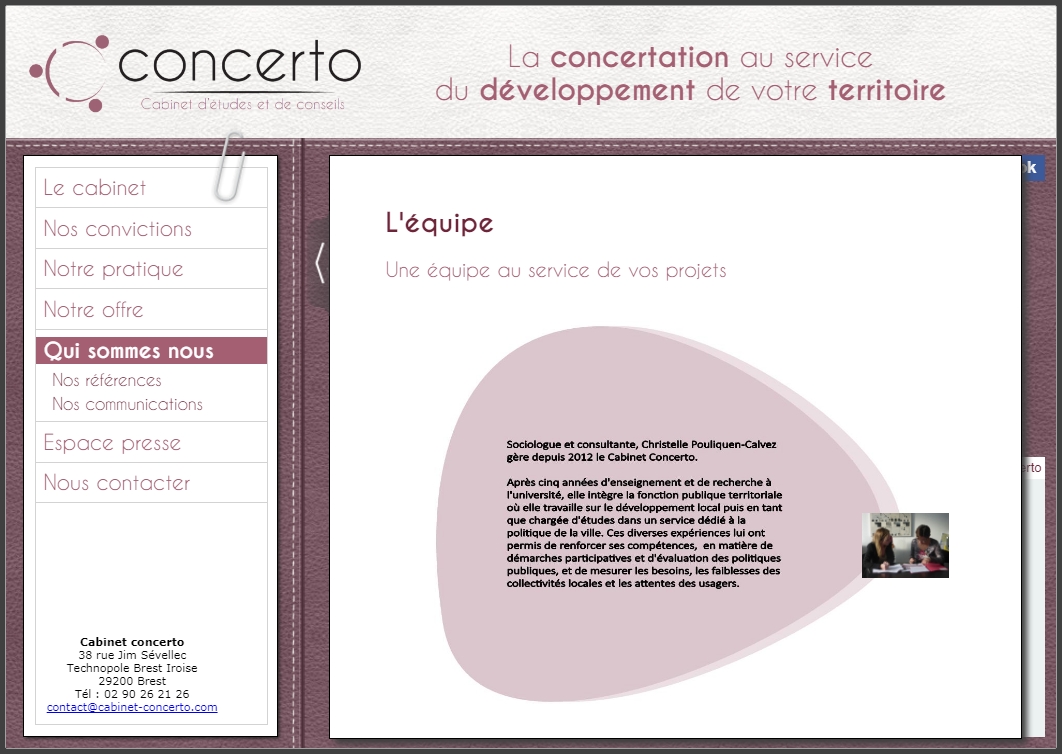 concerto
Cabinet d'études et de conseils
La concertation au service
du développement de votre territoire
Le cabinet
Nos convictions
Notre pratique
Notre offre
Qui sommes nous
Nos références
Nos communications
Espace presse
Nous contacter
Cabinet concerto
38 rue Jim Sévellec
Technopole Brest Iroise
29200 Brest
Tél : 02 90 26 21 26
contact@cabinet-concerto.com
L'équipe
Une équipe au service de vos projets
Sociologue et consultante, Christelle Pouliquen-Calvez
gère depuis 2012 le Cabinet Concerto.
Après cinq années d'enseignement et de recherche à
l'université, elle intègre la fonction publique territoriale
où elle travaille sur le développement local puis en tant
que chargée d'études dans un service dédié à la
politique de la ville. Ces diverses expériences lui ont
permis de renforcer ses compétences, en matière de
démarches participatives et d'évaluation des politiques
publiques, et de mesurer les besoins, les faiblesses des
collectivités locales et les attentes des usagers.
ok
erto